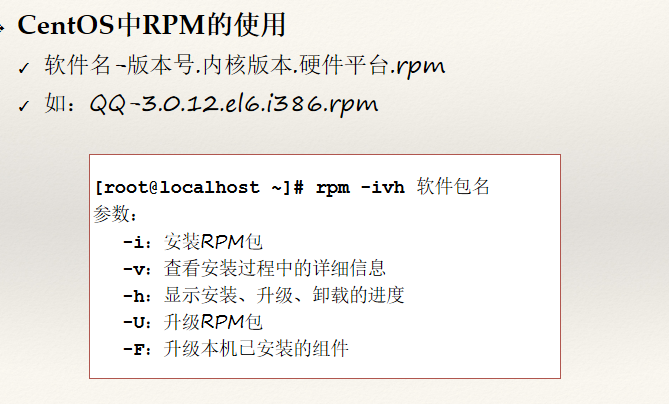 CentOS中RPM的使用
✓ 软件名-版本号.内核版本.硬件平台.rpm
✓ 如：QQ-3.0.12.el6.i386.rpm
[root@localhost ~]# rpm -ivh 软件包名
参数：
-i：安装RPM包
-v：查看安装过程中的详细信息
-h：显示安装、升级、卸载的进度
-U：升级RPM包
-F：升级本机已安装的组件